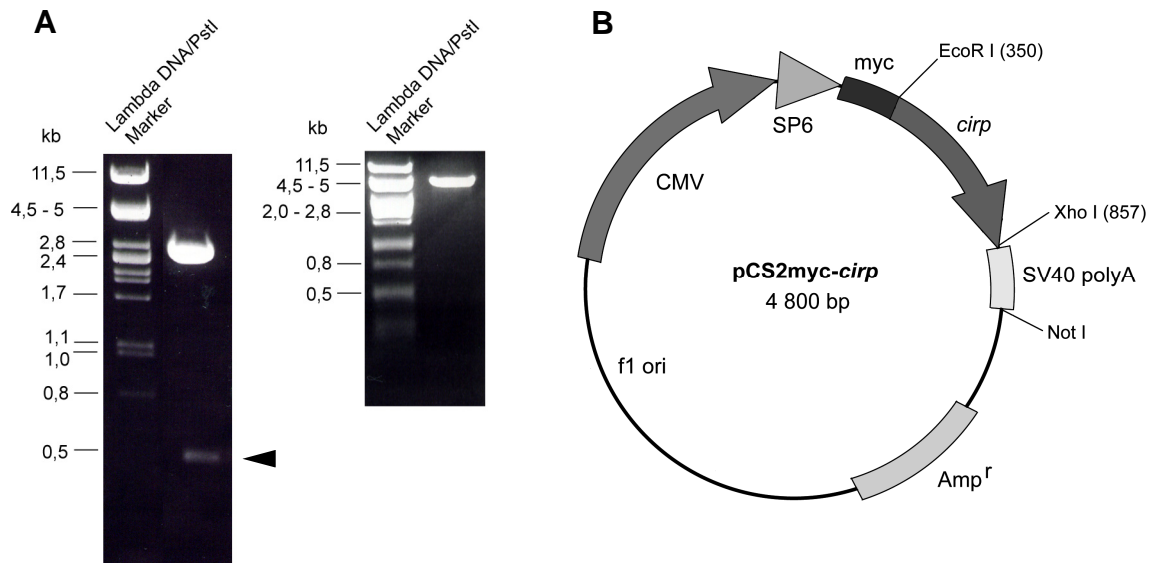 A
Lambda DNA/PstI
Marker
kb
11,5
4,5 - 5
2,8
2,4
1,7
1,1
1,0
0,8
0,5
Lambda DNA/PstI
Marker
kb
11,5
4,5 - 5
2,0 - 2,8
0,8
0,5
B
EcoR I (350)
myc
cirp
SP6
CMV
Xho I (857)
pCS2myc-cirp
4 800 bp
SV40 polyA
Not I
f1 ori
Amp r